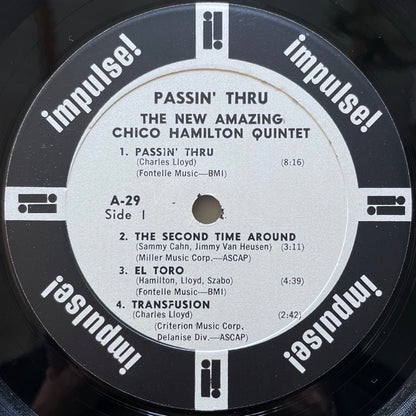 impulse!
impulse!
PASSIN' THRU
THE NEW AMAZING
CHICO HAMILTON QUINTET
1. PASSIN' THRU
(Charles Lloyd) (8:16)
(Fontelle Music—BMI)
A-29
Side I
2. THE SECOND TIME AROUND
(Sammy Cahn, Jimmy Van Heusen) (3:11)
(Miller Music Corp.—ASCAP)
3. EL TORO
(Hamilton, Lloyd, Szabo) (4:39)
(Fontelle Music—BMI)
4. TRANSFUSION
(Charles Lloyd) (2:42)
(Criterion Music Corp,
Delanise Div.—ASCAP)
impulse!
impulse!